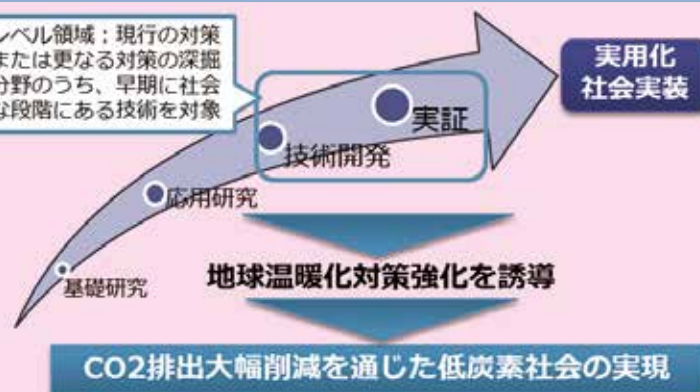 レベル領域：現行の対策
または更なる対策の深掘
分野のうち、早期に社会
な段階にある技術を対象
実用化
社会実装
実証
技術開発
応用研究
基礎研究
地球温暖化対策強化を誘導
CO2排出大幅削減を通じた低炭素社会の実現